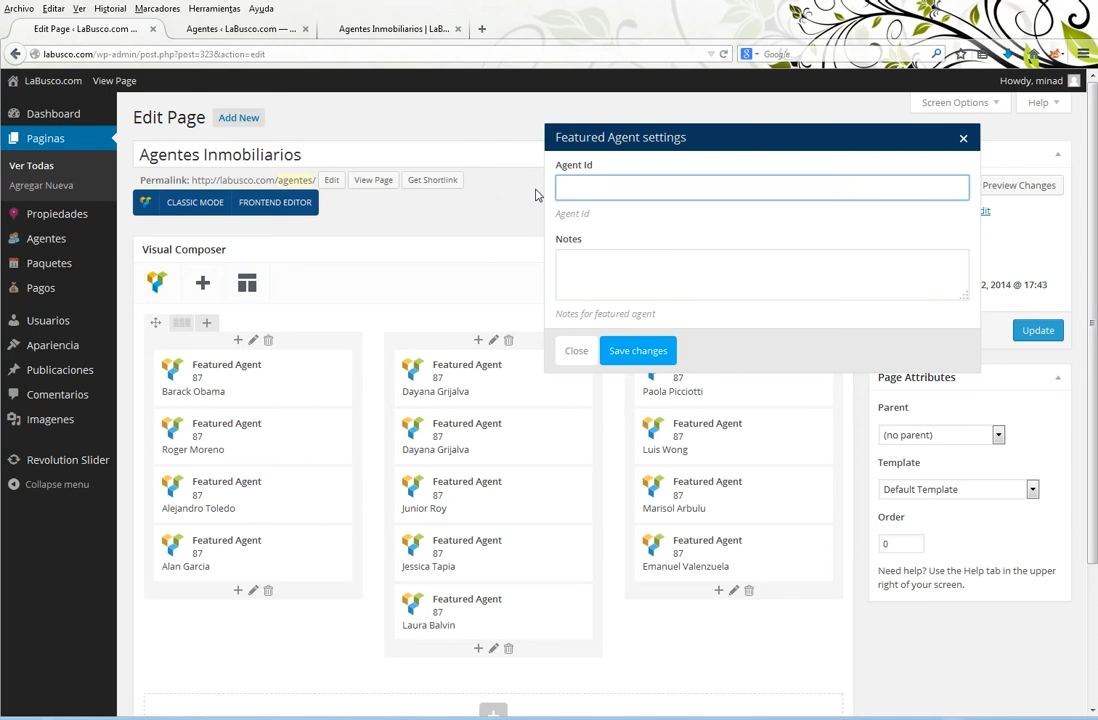 Archivo Editar Ver Historial Marcadores Herramientas Ayuda
Edit Page ‹ LaBusco.com ... × Agentes ‹ LaBusco.com — ... × Agentes Inmobiliarios | LaB... × +
labusco.com/wp-admin/post.php?post=323&action=edit Google
LaBusco.com View Page Howdy, minad
Dashboard
Paginas
Ver Todas
Agregar Nueva
Propiedades
Agentes
Paquetes
Pagos
Usuarios
Apariencia
Publicaciones
Comentarios
Imagenes
Revolution Slider
Collapse menu
Screen Options Help
Edit Page Add New
Agentes Inmobiliarios
Permalink: http://labusco.com/agentes/ Edit View Page Get Shortlink
CLASSIC MODE FRONTEND EDITOR
Visual Composer
Featured Agent
87
Barack Obama
Featured Agent
87
Roger Moreno
Featured Agent
87
Alejandro Toledo
Featured Agent
87
Alan Garcia
Featured Agent
87
Dayana Grijalva
Featured Agent
87
Dayana Grijalva
Featured Agent
87
Junior Roy
Featured Agent
87
Jessica Tapia
Featured Agent
87
Laura Balvin
87
Paola Picciotti
Featured Agent
87
Luis Wong
Featured Agent
87
Marisol Arbulu
Featured Agent
87
Emanuel Valenzuela
Featured Agent settings ×
Agent Id
Agent Id
Notes
Notes for featured agent
Close Save changes
Preview Changes
dit
2, 2014 @ 17:43
Update
Page Attributes
Parent
(no parent)
Template
Default Template
Order
0
Need help? Use the Help tab in the upper
right of your screen.